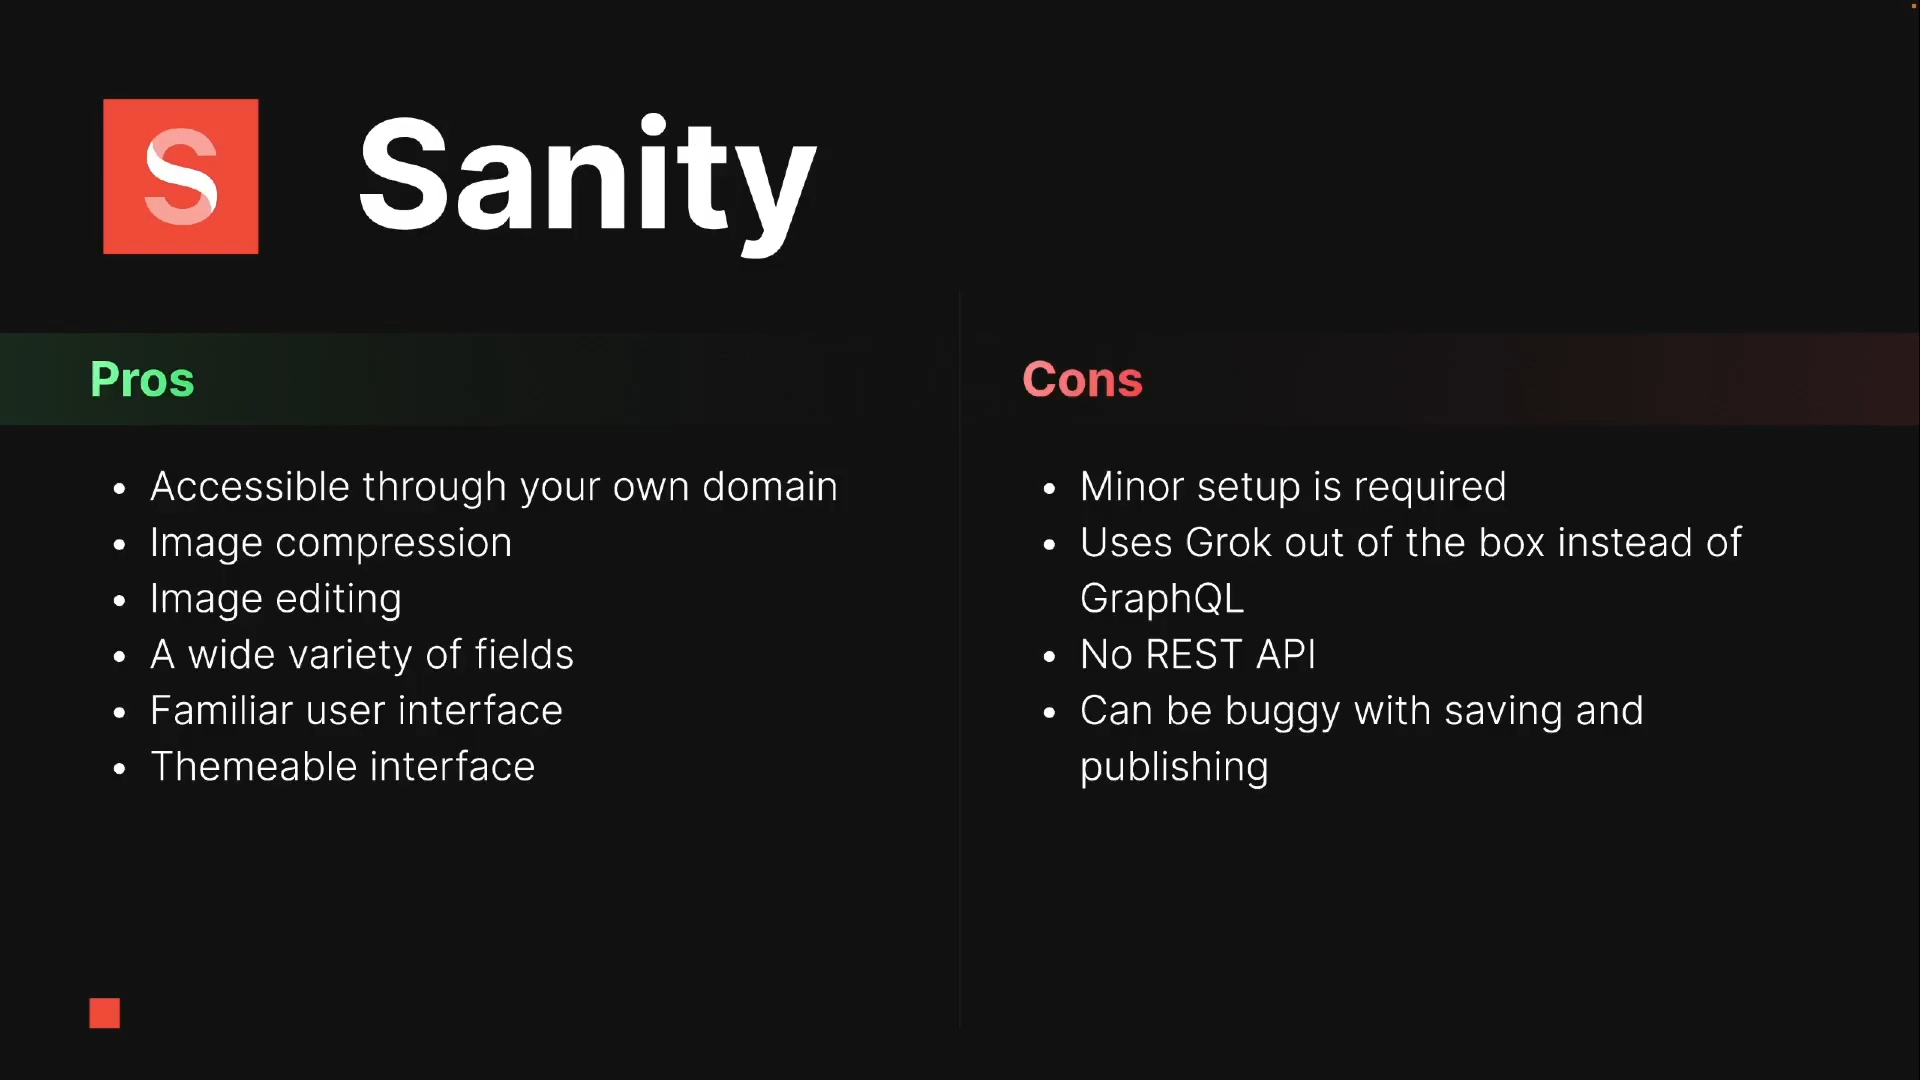 S
Sanity
Pros
Cons
• Accessible through your own domain
• Image compression
• Image editing
• A wide variety of fields
• Familiar user interface
• Themeable interface
• Minor setup is required
• Uses Grok out of the box instead of
GraphQL
• No REST API
• Can be buggy with saving and
publishing